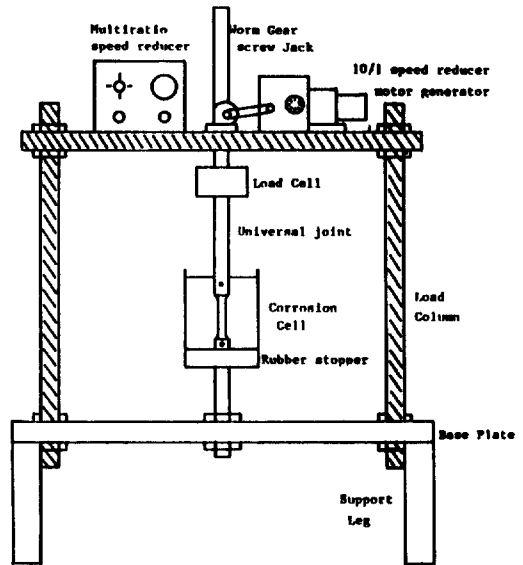 Multiratio
speed reducer
Worm Gear
screw Jack
10/1 speed reducer
motor generator
Load Cell
Universal joint
Corrosion
Cell
Load
Column
Rubber stopper
Base Plate
Support
Leg